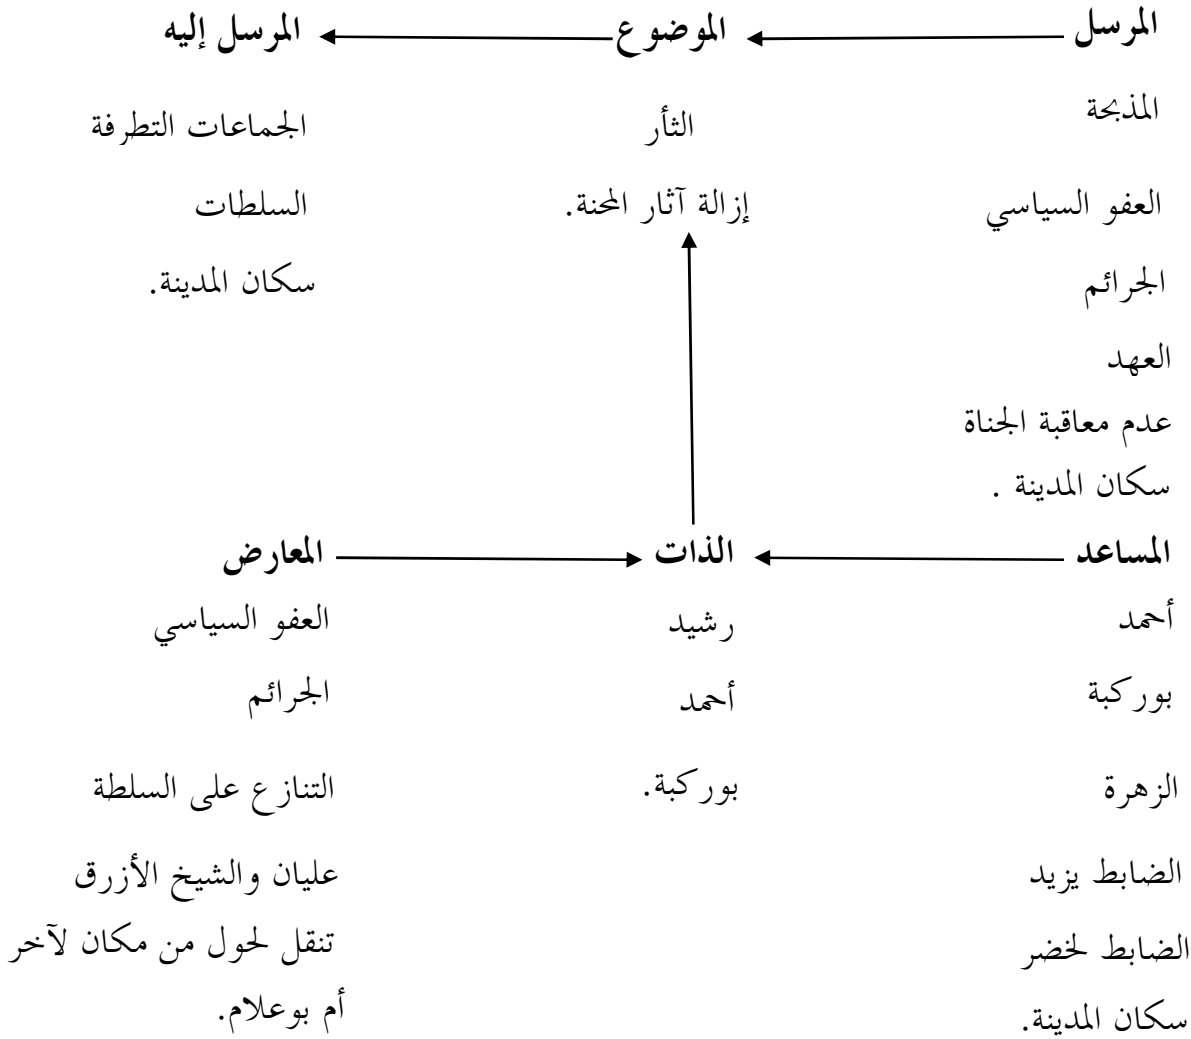 المرسل الموضوع المرسل إليه
المذبحة الثأر الجماعات التطرفة
العفو السياسي إزالة آثار المحنة. السلطات
الجرائم سكان المدينة.
العهد
عدم معاقبة الجناة
سكان المدينة .
المساعد الذات المعارض
أحمد رشيد العفو السياسي
بوركبة أحمد الجرائم
الزهرة بوركبة. التنازع على السلطة
الضابط يزيد عليان والشيخ الأزرق
الضابط لخضر تنقل لحول من مكان لآخر
سكان المدينة. أم بوعلام.